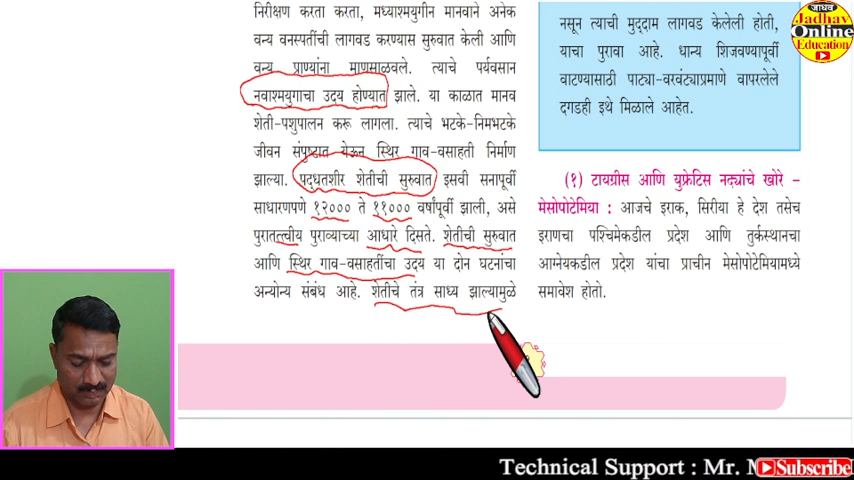 निरीक्षण करता करता, मध्याश्मयुगीन मानवाने अनेक
वन्य वनस्पतींची लागवड करण्यास सुरुवात केली आणि
वन्य प्राण्यांना माणसाळवले. त्याचे पर्यवसान
नवाश्मयुगाचा उदय होण्यात झाले. या काळात मानव
शेती-पशुपालन करू लागला. त्याचे भटके-निमभटके
जीवन संपुष्टात येऊन स्थिर गाव-वसाहती निर्माण
झाल्या. पद्धतशीर शेतीची सुरुवात इसवी सनापूर्वी
साधारणपणे १२००० ते ११००० वर्षांपूर्वी झाली, असे
पुरातत्त्वीय पुराव्याच्या आधारे दिसते. शेतीची सुरुवात
आणि स्थिर गाव-वसाहतींचा उदय या दोन घटनांचा
अन्योन्य संबंध आहे. शेतीचे तंत्र साध्य झाल्यामुळे
नसून त्याची मुद्दाम लागवड केलेली होती,
याचा पुरावा आहे. धान्य शिजवण्यापूर्वी
वाटण्यासाठी पाट्या-वरवंट्याप्रमाणे वापरलेले
दगडही इथे मिळाले आहेत.
(१) टायग्रीस आणि युफ्रेटिस नद्यांचे खोरे -
मेसोपोटेमिया : आजचे इराक, सिरीया हे देश तसेच
इराणचा पश्चिमेकडील प्रदेश आणि तुर्कस्थानचा
आग्नेयकडील प्रदेश यांचा प्राचीन मेसोपोटेमियामध्ये
समावेश होतो.
जाधव
Jadhav
Online
Education
Technical Support : Mr. M
Subscribe